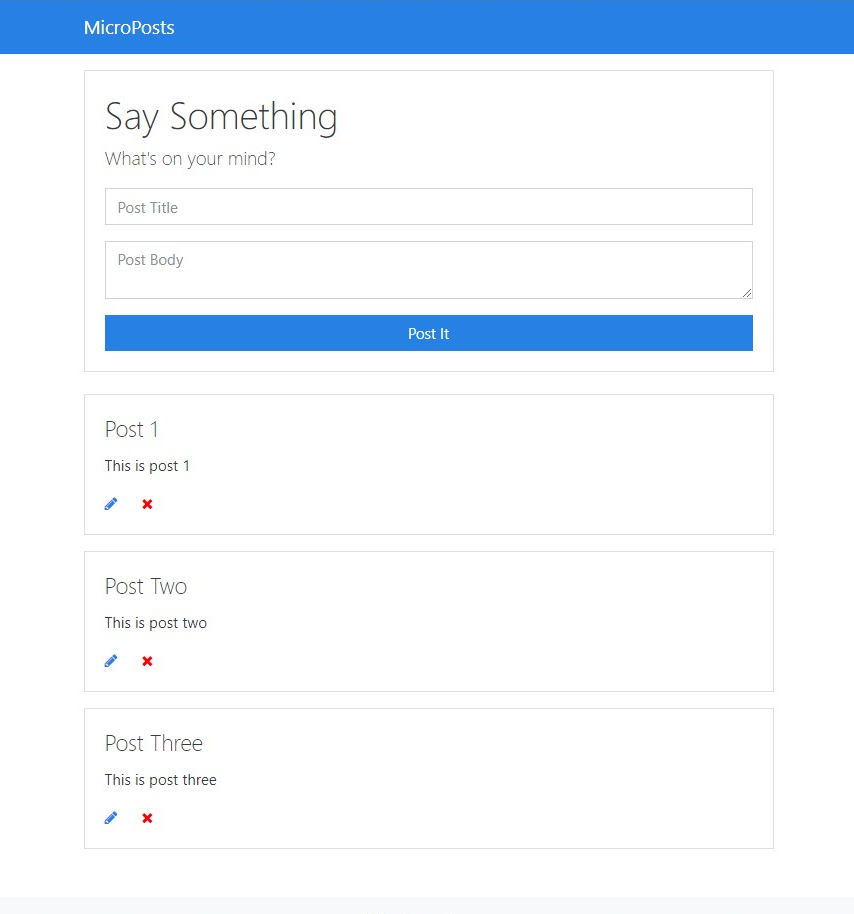 MicroPosts
Say Something
What's on your mind?
Post Title
Post Body
Post It
Post 1
This is post 1
Post Two
This is post two
Post Three
This is post three